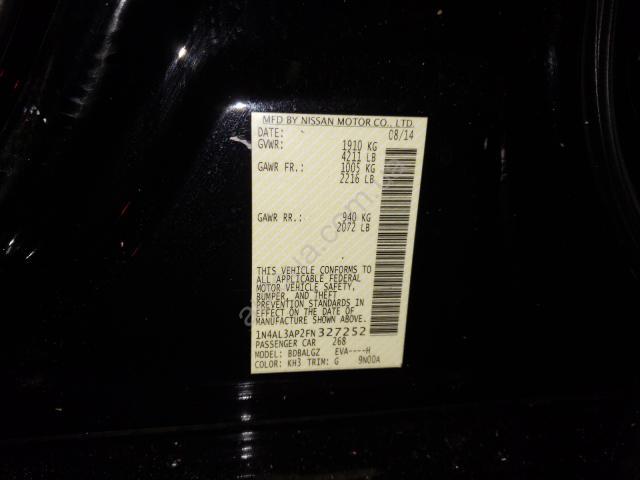 MFD BY NISSAN MOTOR CO., LTD.
DATE: 08/14
GVWR: 1910 KG
4211 LB
GAWR FR.: 1005 KG
2216 LB
GAWR RR.: 940 KG
2072 LB
THIS VEHICLE CONFORMS TO
ALL APPLICABLE FEDERAL
MOTOR VEHICLE SAFETY,
BUMPER, AND THEFT
PREVENTION STANDARDS IN
EFFECT ON THE DATE OF
MANUFACTURE SHOWN ABOVE.
1N4AL3AP2FN327252
PASSENGER CAR 268
MODEL: BDBALGZ EVA----H
COLOR: KH3 TRIM: G 9N00A